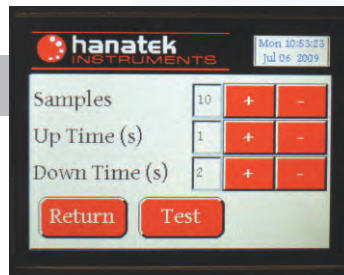 hanatek
INSTRUMENTS
Mon 10:53:23
Jul 06 2009
Samples 10 + -
Up Time (s) 1 + -
Down Time (s) 2 + -
Return Test